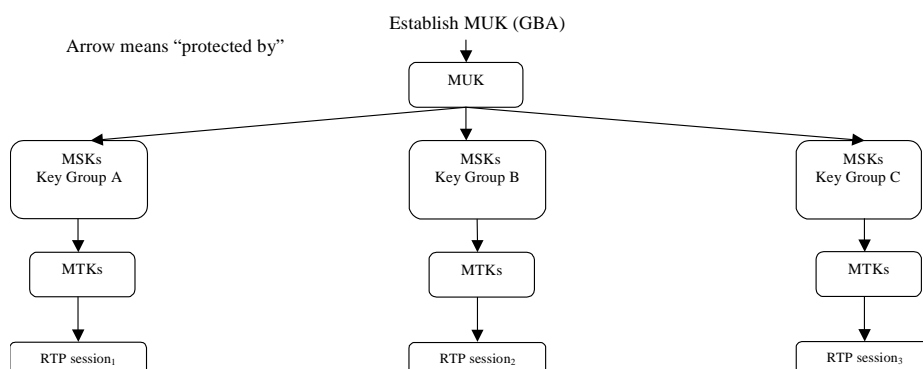 Establish MUK (GBA)
Arrow means “protected by”
MUK
MSKs
Key Group A
MSKs
Key Group B
MSKs
Key Group C
MTKs
MTKs
MTKs
RTP session₁
RTP session₂
RTP session₃